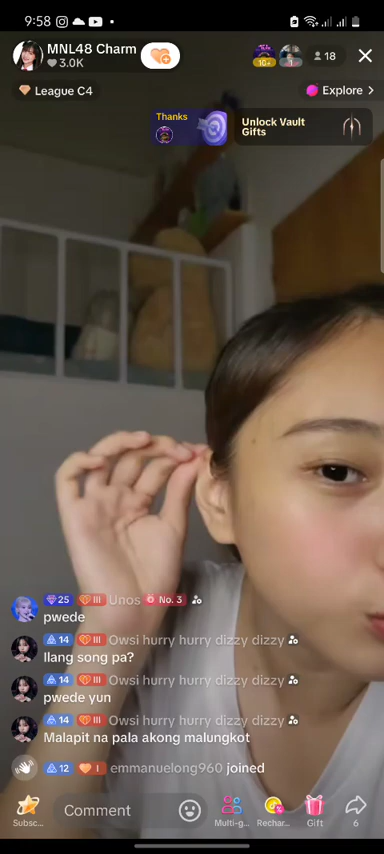 9:58
MNL48 Charm
3.0K
18
League C4
Explore
Thanks
Unlock Vault
Gifts
25 III Unos No. 3
pwede
14 III Owsi hurry hurry dizzy dizzy
Ilang song pa?
14 III Owsi hurry hurry dizzy dizzy
pwede yun
14 III Owsi hurry hurry dizzy dizzy
Malapit na pala akong malungkot
12 I emmanuelong960 joined
Comment
Subsc...
Multi-g...
Rechar...
Gift
6